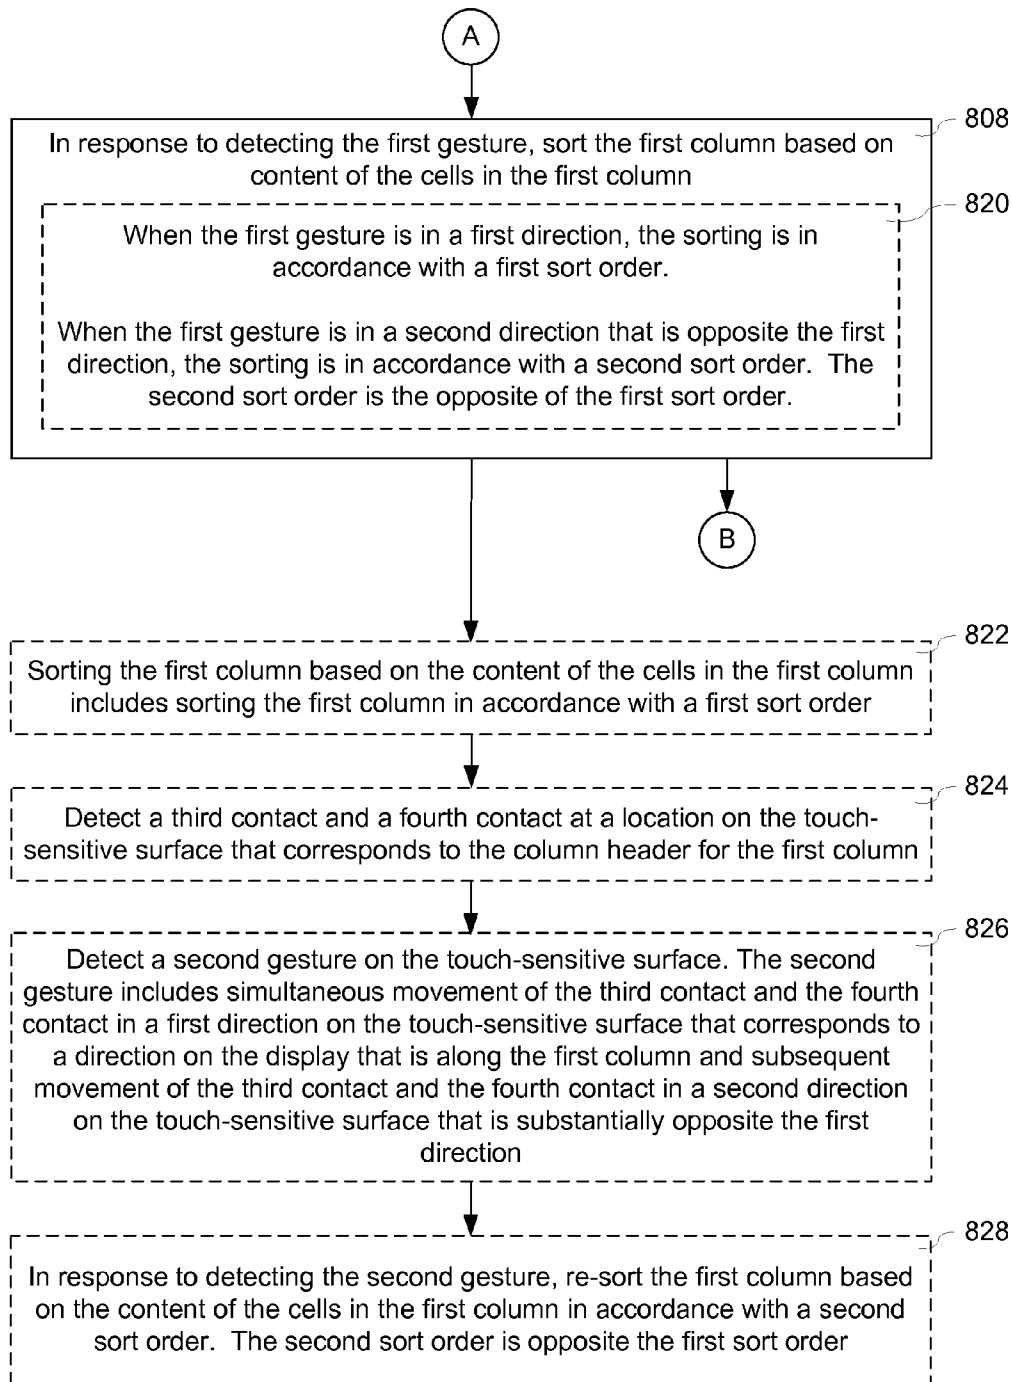 A
808
In response to detecting the first gesture, sort the first column based on
content of the cells in the first column
820
When the first gesture is in a first direction, the sorting is in
accordance with a first sort order.
When the first gesture is in a second direction that is opposite the first
direction, the sorting is in accordance with a second sort order.  The
second sort order is the opposite of the first sort order.
B
822
Sorting the first column based on the content of the cells in the first column
includes sorting the first column in accordance with a first sort order
824
Detect a third contact and a fourth contact at a location on the touch-
sensitive surface that corresponds to the column header for the first column
826
Detect a second gesture on the touch-sensitive surface. The second
gesture includes simultaneous movement of the third contact and the fourth
contact in a first direction on the touch-sensitive surface that corresponds to
a direction on the display that is along the first column and subsequent
movement of the third contact and the fourth contact in a second direction
on the touch-sensitive surface that is substantially opposite the first
direction
828
In response to detecting the second gesture, re-sort the first column based
on the content of the cells in the first column in accordance with a second
sort order.  The second sort order is opposite the first sort order